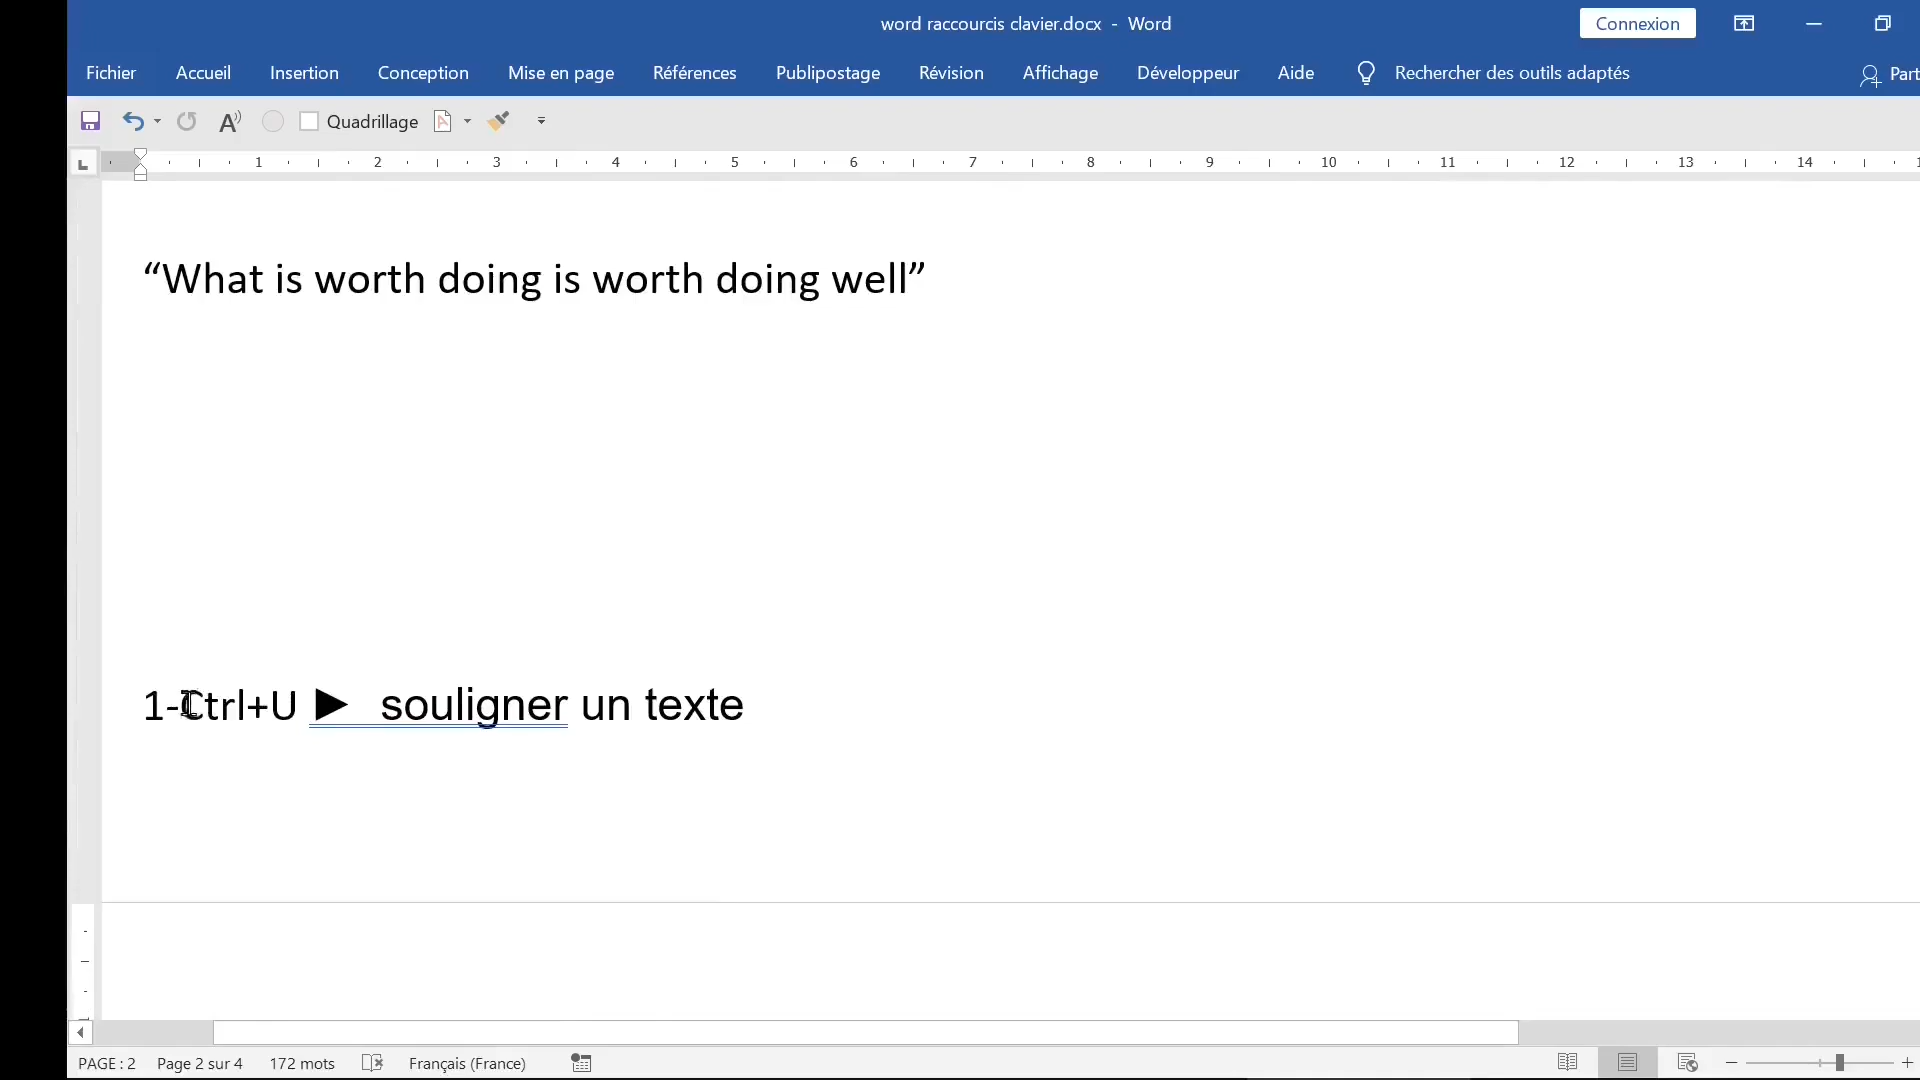 word raccourcis clavier.docx - Word
Connexion
Fichier Accueil Insertion Conception Mise en page Références Publipostage Révision Affichage Développeur Aide Rechercher des outils adaptés Part
Quadrillage
1 2 3 4 5 6 7 8 9 10 11 12 13 14
“What is worth doing is worth doing well”
1-Ctrl+U ► souligner un texte
PAGE : 2 Page 2 sur 4 172 mots Français (France)